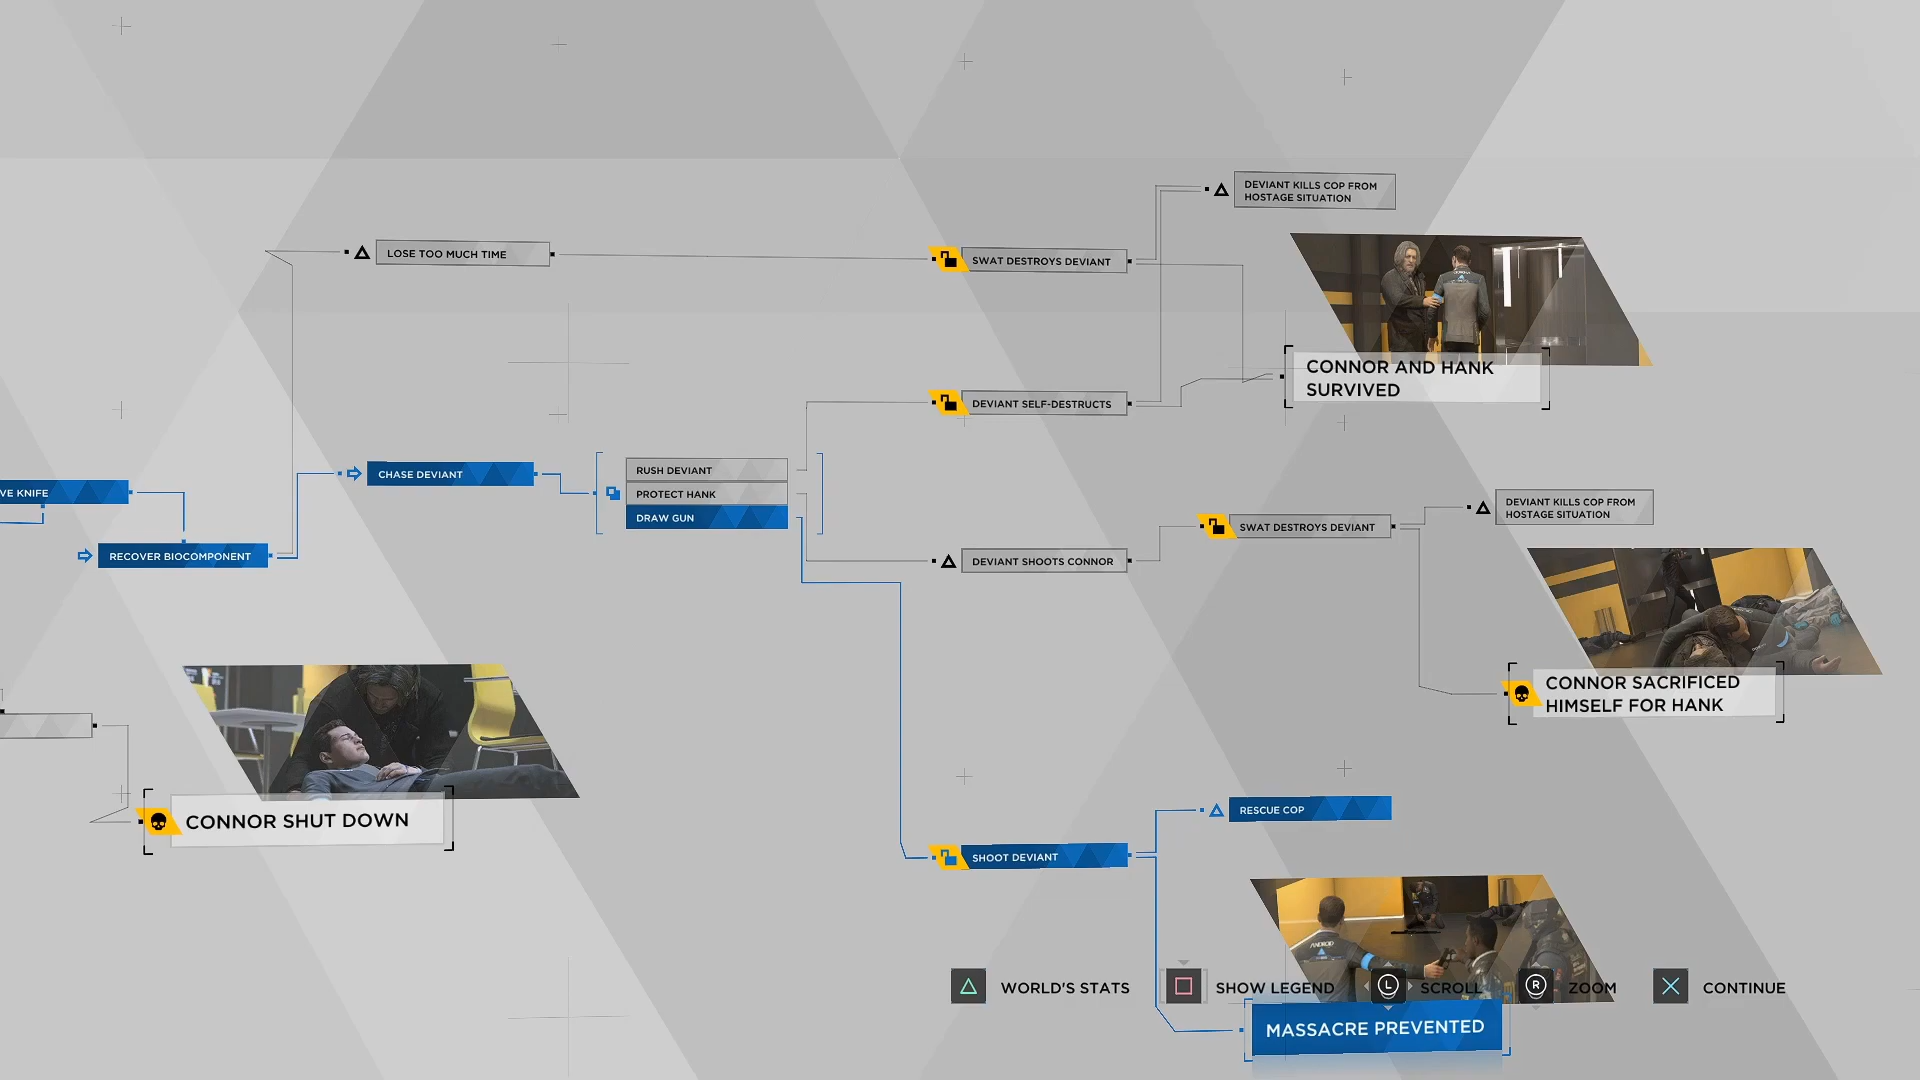 DEVIANT KILLS COP FROM
HOSTAGE SITUATION
LOSE TOO MUCH TIME
SWAT DESTROYS DEVIANT
CONNOR AND HANK
SURVIVED
DEVIANT SELF-DESTRUCTS
CHASE DEVIANT
RUSH DEVIANT
PROTECT HANK
DRAW GUN
VE KNIFE
RECOVER BIOCOMPONENT
DEVIANT SHOOTS CONNOR
SWAT DESTROYS DEVIANT
DEVIANT KILLS COP FROM
HOSTAGE SITUATION
CONNOR SACRIFICED
HIMSELF FOR HANK
CONNOR SHUT DOWN
RESCUE COP
SHOOT DEVIANT
ANDROID
WORLD'S STATS
SHOW LEGEND
L
SCROLL
R
ZOOM
CONTINUE
MASSACRE PREVENTED